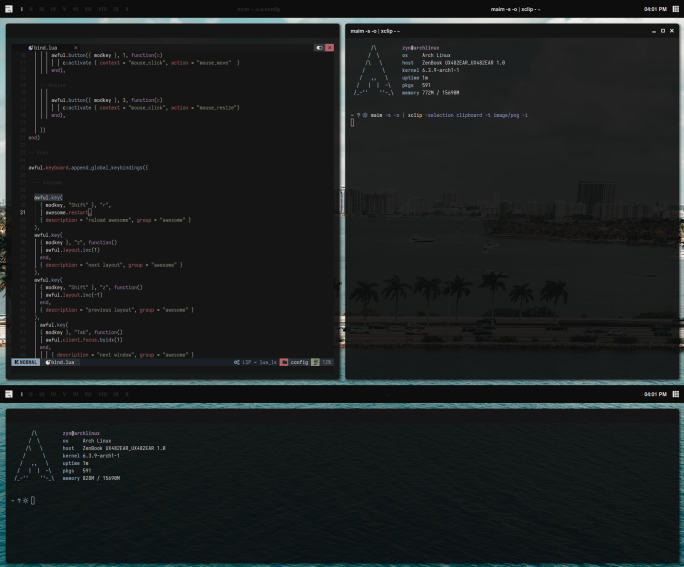 I
maim -s -o | xclip - ~
04:01 PM
bind.lua
awful.button({ modkey }, 1, function(c)
c:activate { context = "mouse_click", action = "mouse_move" }
end),
awful.button({ modkey }, 3, function(c)
c:activate { context = "mouse_click", action = "mouse_resize"}
end),
})
end)
awful.keyboard.append_global_keybindings({
awful.key(
{ modkey, "Shift" }, "r",
31 awesome.restart,
{ description = "reload awesome", group = "awesome" }
),
awful.key(
{ modkey }, "z", function()
awful.layout.inc(1)
end,
{ description = "next layout", group = "awesome" }
),
awful.key(
{ modkey, "Shift" }, "z", function()
awful.layout.inc(-1)
end,
{ description = "previous layout", group = "awesome" }
),
awful.key(
{ modkey }, "Tab", function()
awful.client.focus.byidx(1)
end,
{ description = "next window", group = "awesome" }
NORMAL bind.lua LSP ~ lua_ls config 12%
maim -s -o | xclip - ~
zyn@archlinux
os Arch Linux
host ZenBook UX482EAR_UX482EAR 1.0
kernel 6.3.9-arch1-1
uptime 1m
pkgs 591
memory 772M / 15690M
~ ? maim -s -o | xclip -selection clipboard -t image/png -i
I
04:01 PM
zyn@archlinux
os Arch Linux
host ZenBook UX482EAR_UX482EAR 1.0
kernel 6.3.9-arch1-1
uptime 1m
pkgs 591
memory 828M / 15690M
~ ?